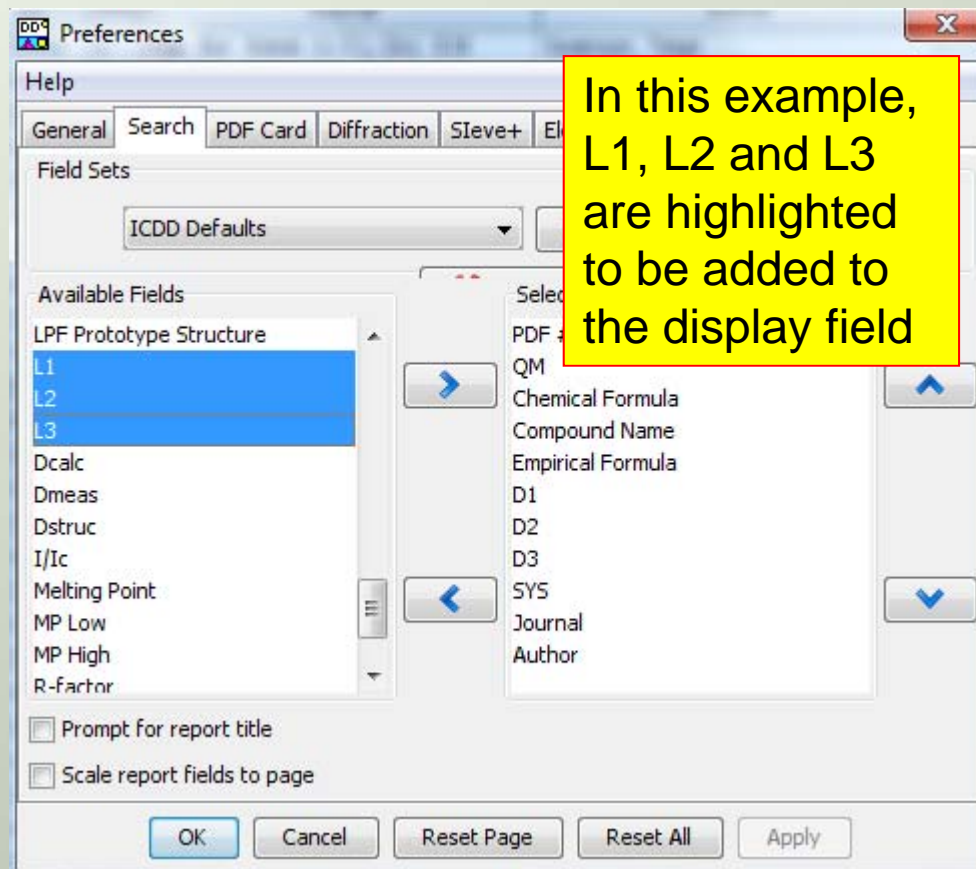 Preferences
Help
General Search PDF Card Diffraction SIeve+
Field Sets
ICDD Defaults
Available Fields
LPF Prototype Structure
L1
L2
L3
Dcalc
Dmeas
Dstruc
I/Ic
Melting Point
MP Low
MP High
R-factor
PDF #
QM
Chemical Formula
Compound Name
Empirical Formula
D1
D2
D3
SYS
Journal
Author
Prompt for report title
Scale report fields to page
OK Cancel Reset Page Reset All Apply
In this example,
L1, L2 and L3
are highlighted
to be added to
the display field